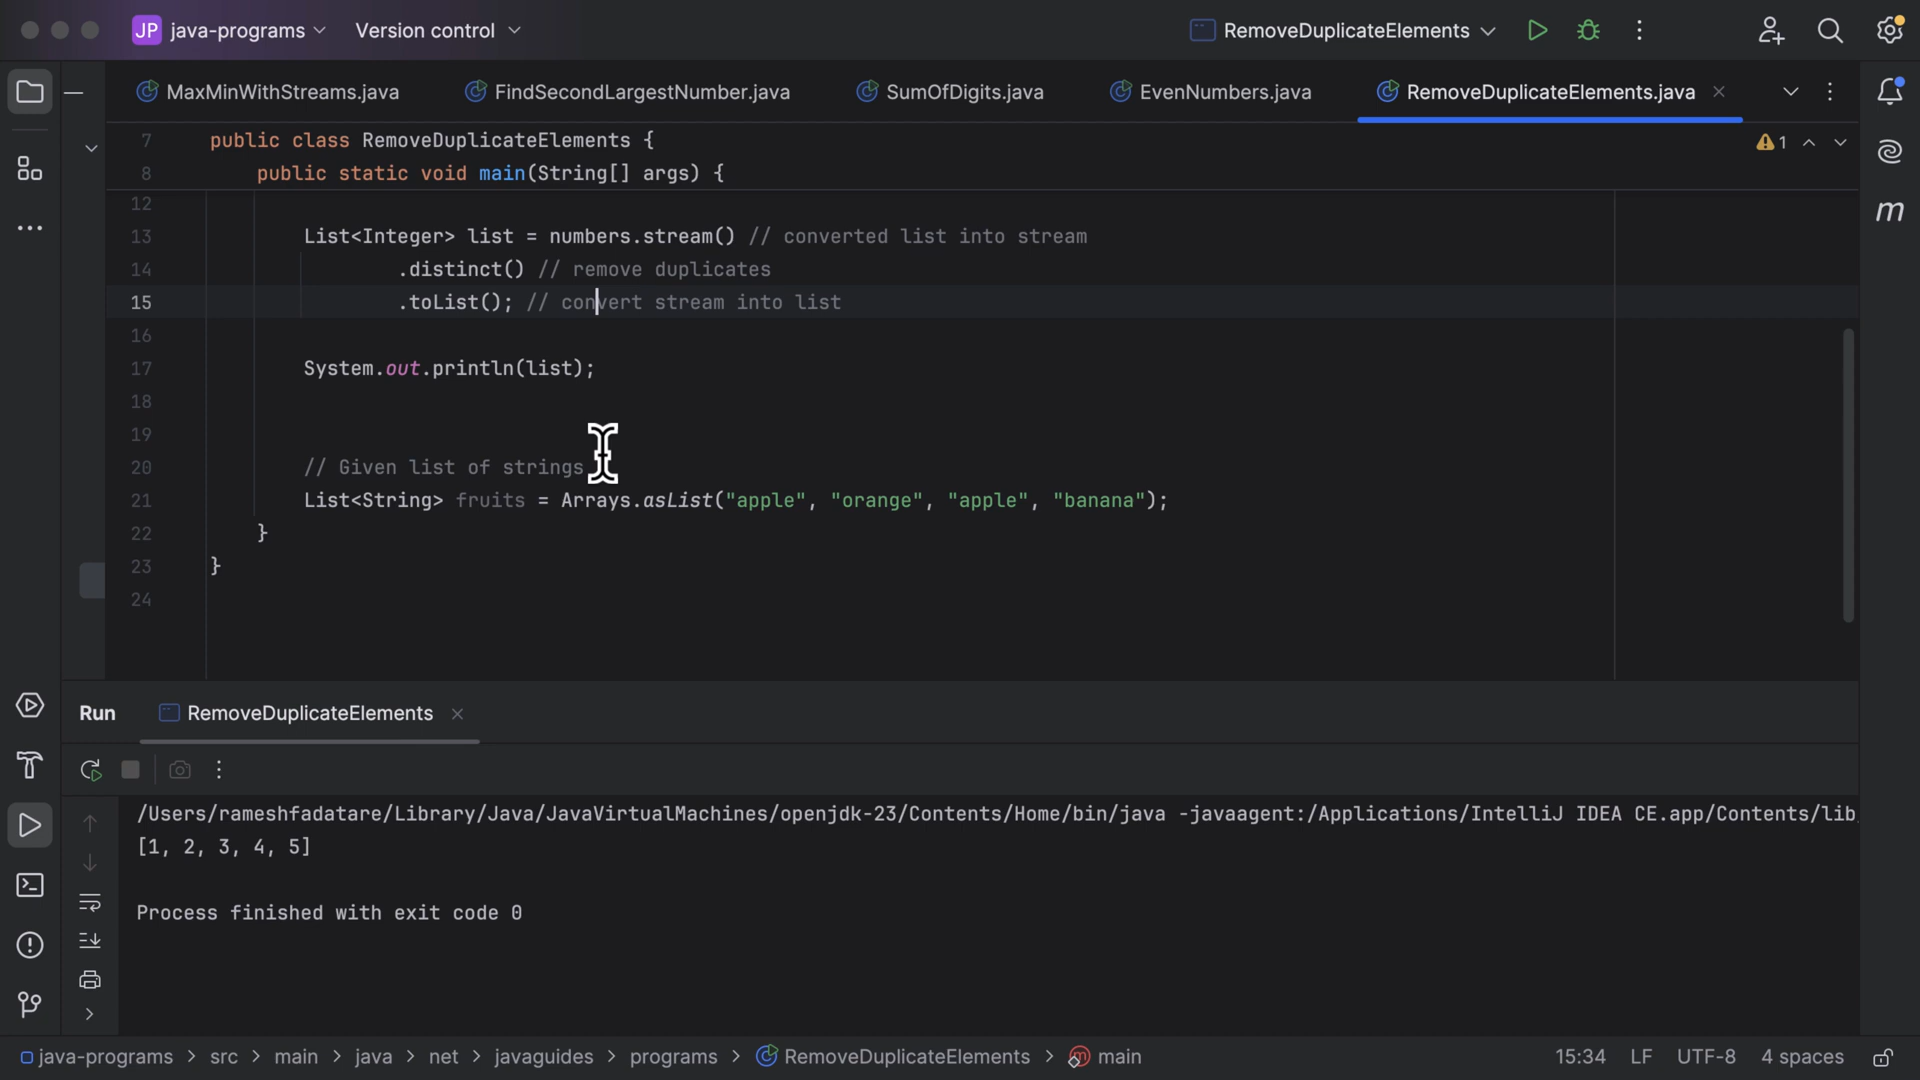 JP java-programs Version control RemoveDuplicateElements
MaxMinWithStreams.java FindSecondLargestNumber.java SumOfDigits.java EvenNumbers.java RemoveDuplicateElements.java
7 public class RemoveDuplicateElements {
1
8 public static void main(String[] args) {
12
13 List<Integer> list = numbers.stream() // converted list into stream
14 .distinct() // remove duplicates
15 .toList(); // convert stream into list
16
17 System.out.println(list);
18
19
20 // Given list of strings
21 List<String> fruits = Arrays.asList("apple", "orange", "apple", "banana");
22 }
23 }
24
Run RemoveDuplicateElements
/Users/rameshfadatare/Library/Java/JavaVirtualMachines/openjdk-23/Contents/Home/bin/java -javaagent:/Applications/IntelliJ IDEA CE.app/Contents/lib
[1, 2, 3, 4, 5]
Process finished with exit code 0
java-programs > src > main > java > net > javaguides > programs > RemoveDuplicateElements > main 15:34 LF UTF-8 4 spaces